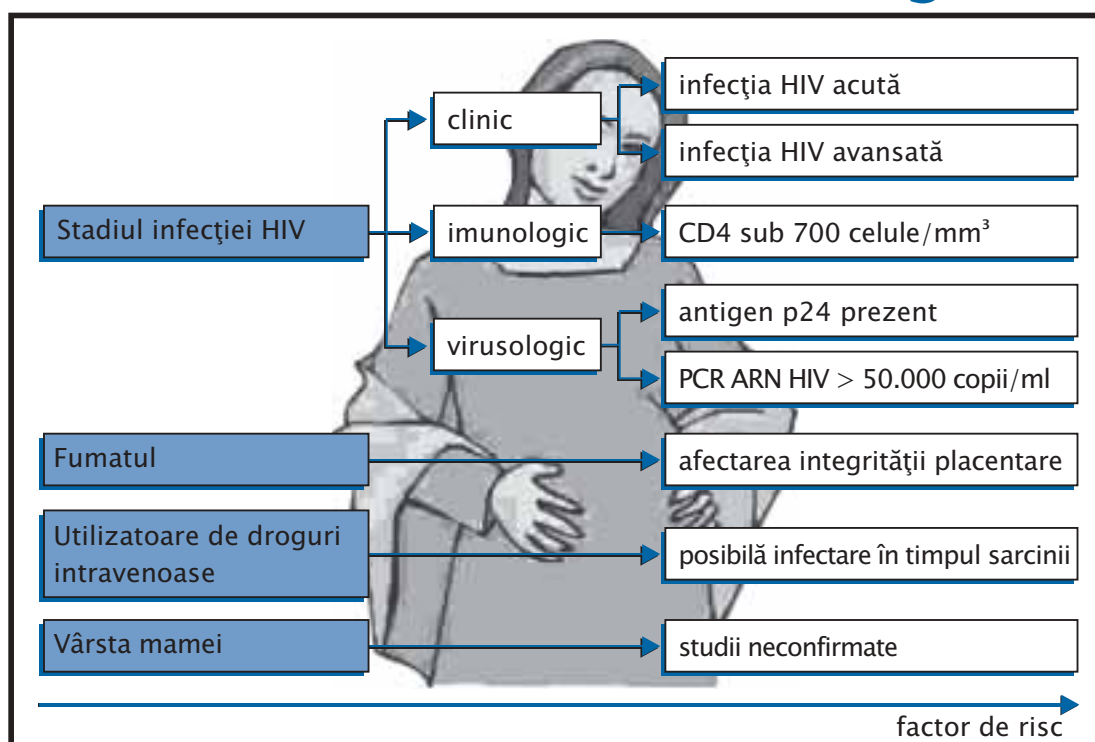 clinic
infecţia HIV acută
infecţia HIV avansată
Stadiul infecţiei HIV
imunologic
CD4 sub 700 celule/mm³
virusologic
antigen p24 prezent
PCR ARN HIV > 50.000 copii/ml
Fumatul
afectarea integrităţii placentare
Utilizatoare de droguri
intravenoase
posibilă infectare în timpul sarcinii
Vârsta mamei
studii neconfirmate
factor de risc